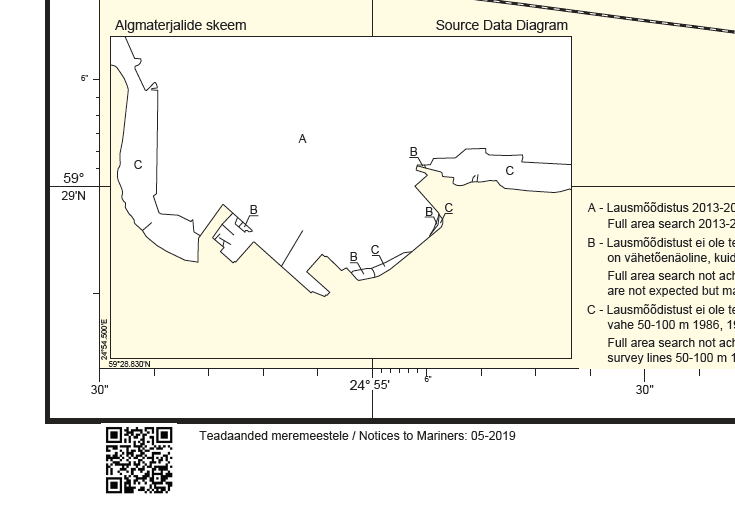 Algmaterjalide skeem
Source Data Diagram
6"
A
B
C
C
59°
29'N
B
B
C
B
C
A - Lausmõõdistus 2013-20
Full area search 2013-2
B - Lausmõõdistust ei ole te
on vähetõenäoline, kuid
Full area search not ach
are not expected but ma
C - Lausmõõdistust ei ole te
vahe 50-100 m 1986, 19
Full area search not ach
survey lines 50-100 m 1
24°54.500'E
59°28.830'N
30"
24° 55'
6"
30"
Teadaanded meremeestele / Notices to Mariners: 05-2019